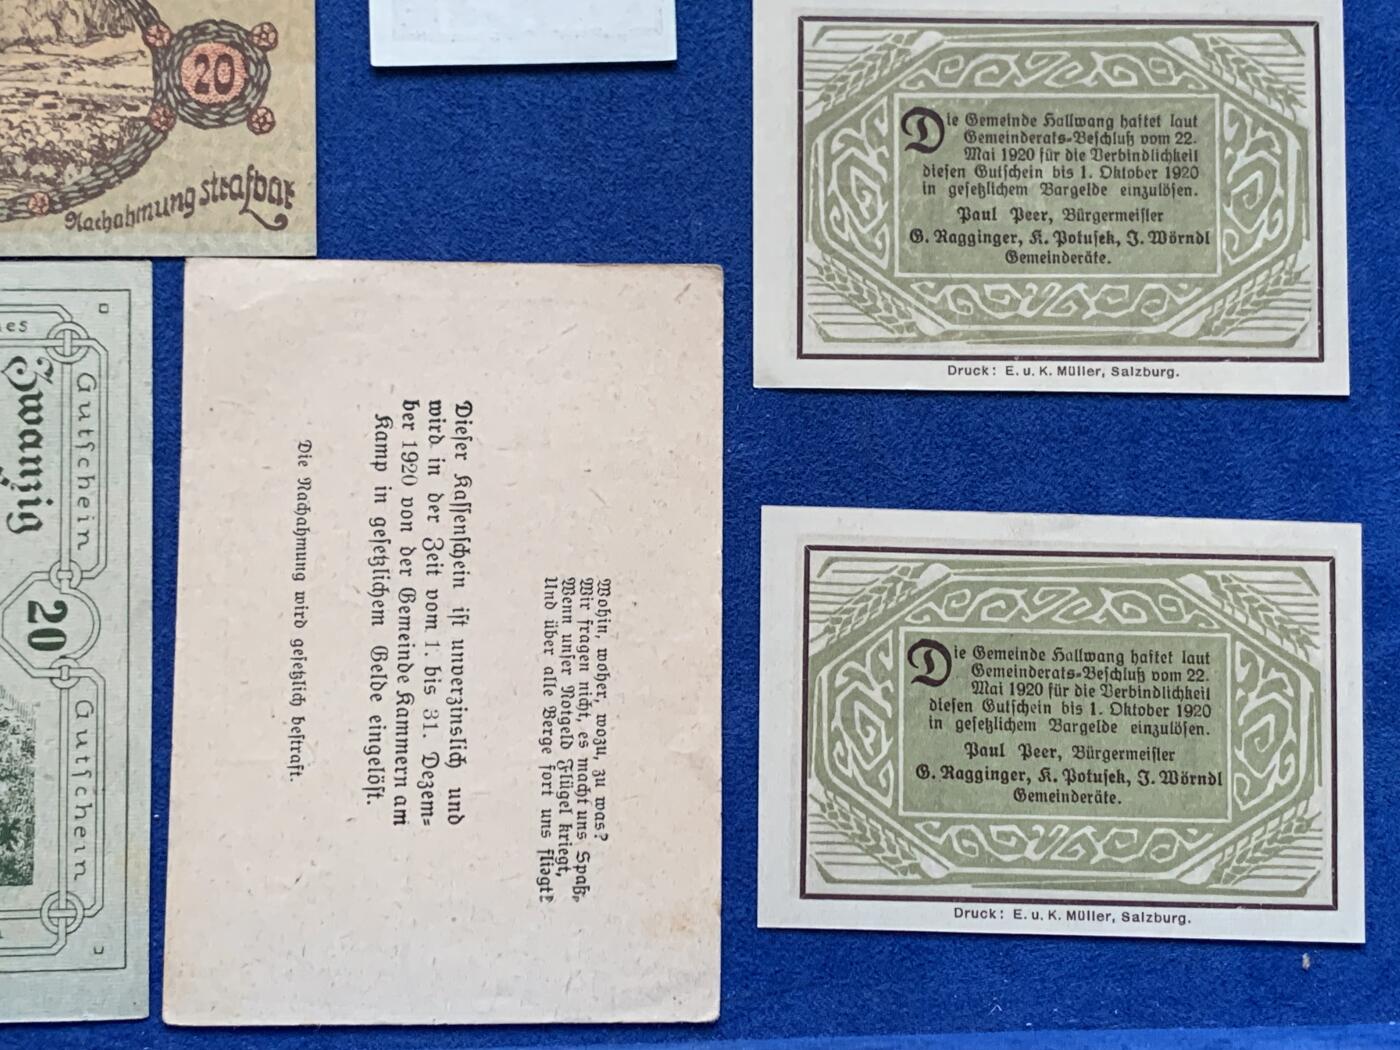 20
Nachahmung strafbar
Gutschein
Zwanzig
20
Gutschein
Wohin, woher, wozu, zu was?
Wir fragen nicht, es macht uns Spaß,
Wenn unser Notgeld Flügel kriegt,
Und über alle Berge fort uns fliegt!
Dieser Kassenschein ist unverzinslich und
wird in der Zeit vom 1. bis 31. Dezem-
ber 1920 von der Gemeinde Kammern am
Kamp in gesetzlichem Gelde eingelöst.
Die Nachahmung wird gesetzlich bestraft.
Die Gemeinde Hallwang haftet laut
Gemeinderats-Beschluß vom 22.
Mai 1920 für die Verbindlichkeit
diesen Gutschein bis 1. Oktober 1920
in gesetzlichem Bargelde einzulösen.
Paul Peer, Bürgermeister
G. Ragginger, K. Potusek, J. Wörndl
Gemeinderäte.
Druck: E. u. K. Müller, Salzburg.
Die Gemeinde Hallwang haftet laut
Gemeinderats-Beschluß vom 22.
Mai 1920 für die Verbindlichkeit
diesen Gutschein bis 1. Oktober 1920
in gesetzlichem Bargelde einzulösen.
Paul Peer, Bürgermeister
G. Ragginger, K. Potusek, J. Wörndl
Gemeinderäte.
Druck: E. u. K. Müller, Salzburg.